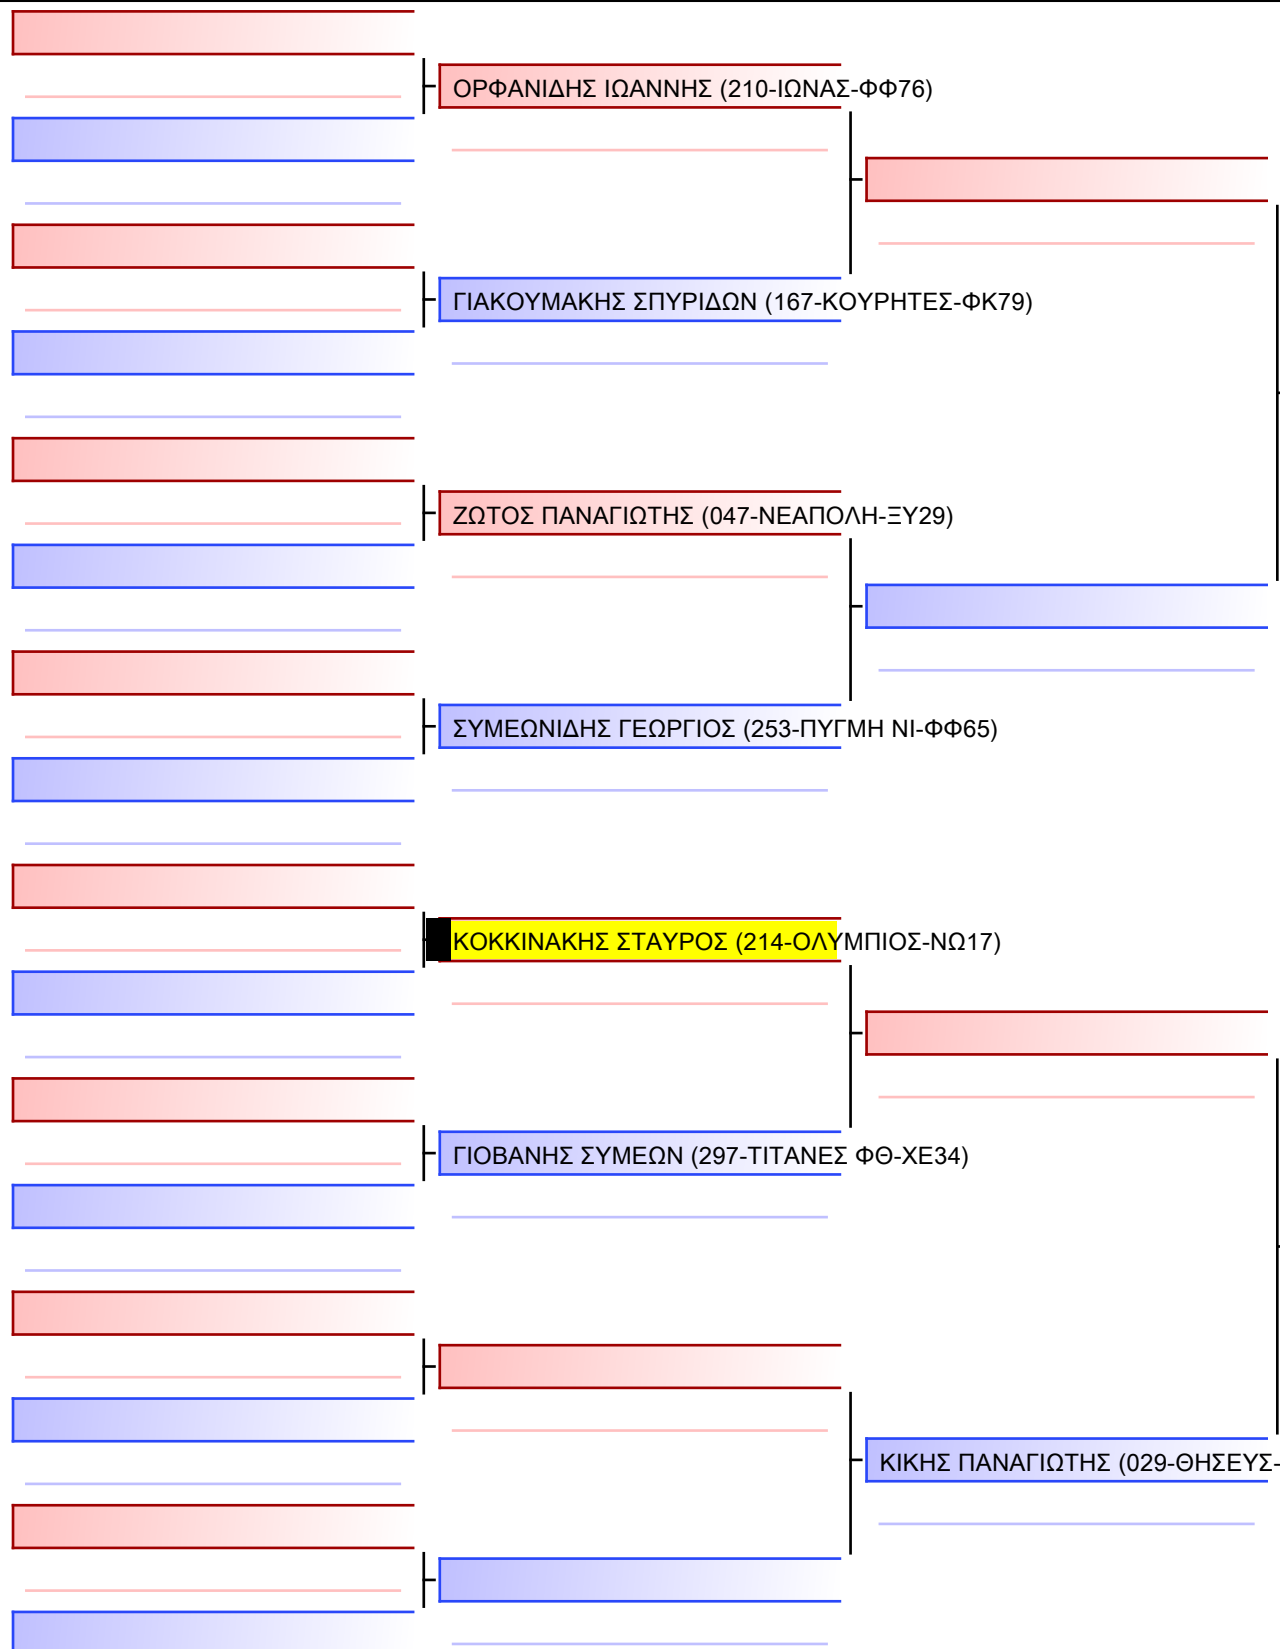 ΟΡΦΑΝΙΔΗΣ ΙΩΑΝΝΗΣ (210-ΙΩΝΑΣ-ΦΦ76)
ΓΙΑΚΟΥΜΑΚΗΣ ΣΠΥΡΙΔΩΝ (167-ΚΟΥΡΗΤΕΣ-ΦΚ79)
ΖΩΤΟΣ ΠΑΝΑΓΙΩΤΗΣ (047-ΝΕΑΠΟΛΗ-ΞΥ29)
ΣΥΜΕΩΝΙΔΗΣ ΓΕΩΡΓΙΟΣ (253-ΠΥΓΜΗ ΝΙ-ΦΦ65)
ΚΟΚΚΙΝΑΚΗΣ ΣΤΑΥΡΟΣ (214-ΟΛΥΜΠΙΟΣ-ΝΩ17)
ΓΙΟΒΑΝΗΣ ΣΥΜΕΩΝ (297-ΤΙΤΑΝΕΣ ΦΘ-ΧΕ34)
ΚΙΚΗΣ ΠΑΝΑΓΙΩΤΗΣ (029-ΘΗΣΕΥΣ-